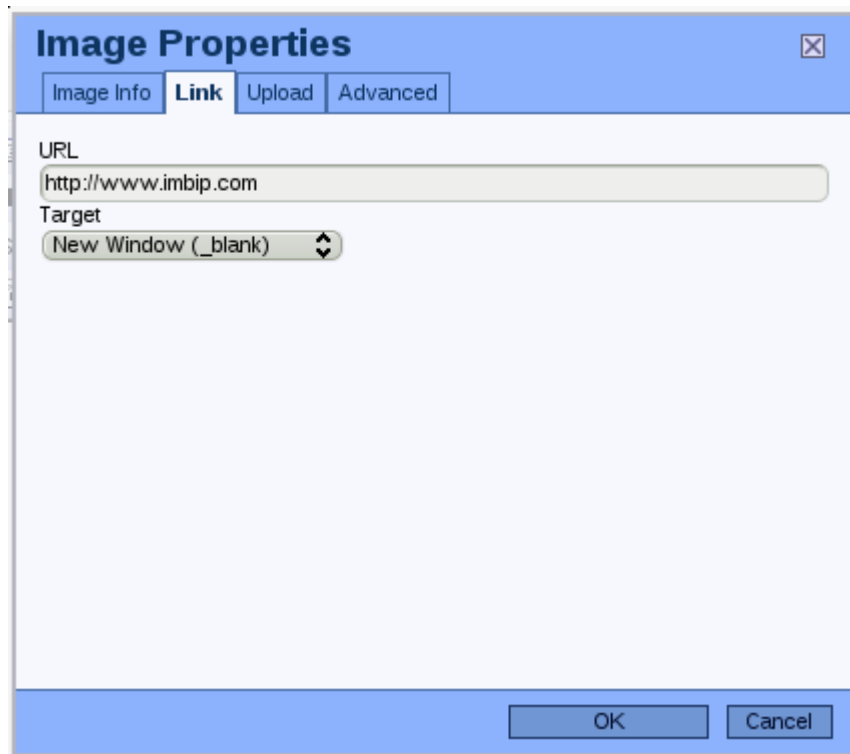 Image Properties
Image Info Link Upload Advanced
URL
http://www.imbip.com
Target
New Window (_blank)
OK Cancel